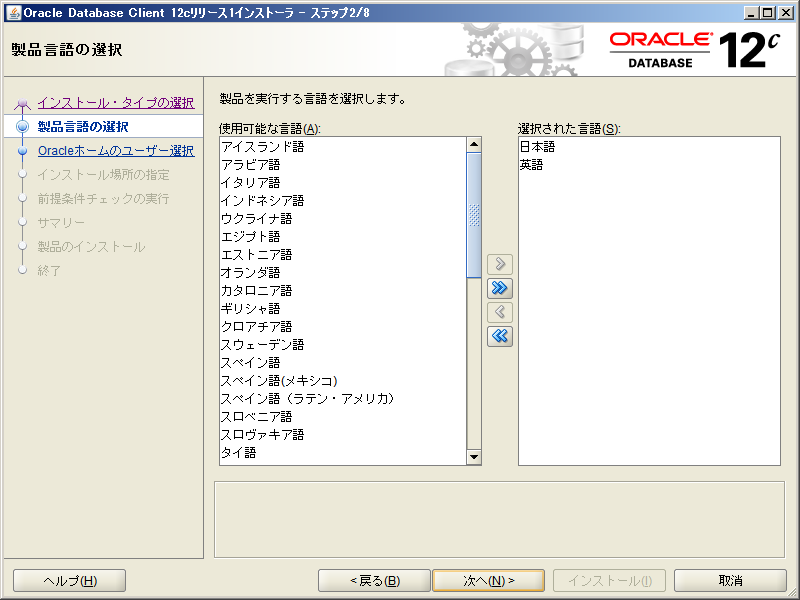 Oracle Database Client 12cリリース1インストーラ - ステップ2/8
製品言語の選択
ORACLE
DATABASE
12c
インストール・タイプの選択
製品言語の選択
Oracleホームのユーザー選択
インストール場所の指定
前提条件チェックの実行
サマリー
製品のインストール
終了
製品を実行する言語を選択します。
使用可能な言語(A):
アイスランド語
アラビア語
イタリア語
インドネシア語
ウクライナ語
エジプト語
エストニア語
オランダ語
カタロニア語
ギリシャ語
クロアチア語
スウェーデン語
スペイン語
スペイン語(メキシコ)
スペイン語（ラテン・アメリカ）
スロベニア語
スロヴァキア語
タイ語
選択された言語(S):
日本語
英語
ヘルプ(H)
< 戻る(B)
次へ(N) >
インストール(I)
取消